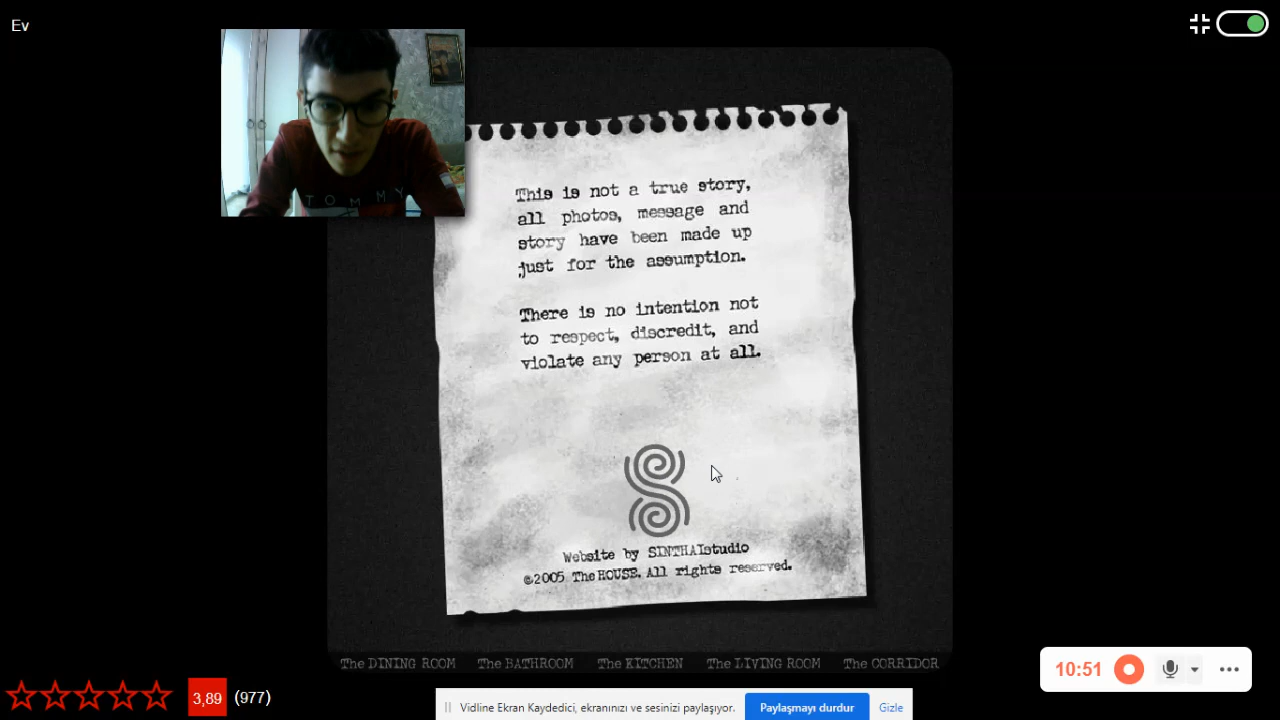 Ev
TOMMY
This is not a true story,
all photos, message and
story have been made up
just for the assumption.
There is no intention not
to respect, discredit, and
violate any person at all.
Website by SINTHAIstudio
©2005 The HOUSE. All rights reserved.
The DINING ROOM The BATHROOM The KITCHEN The LIVING ROOM The CORRIDOR
3,89 (977)
10:51
Vidline Ekran Kaydedici, ekranınızı ve sesinizi paylaşıyor. Paylaşmayı durdur Gizle